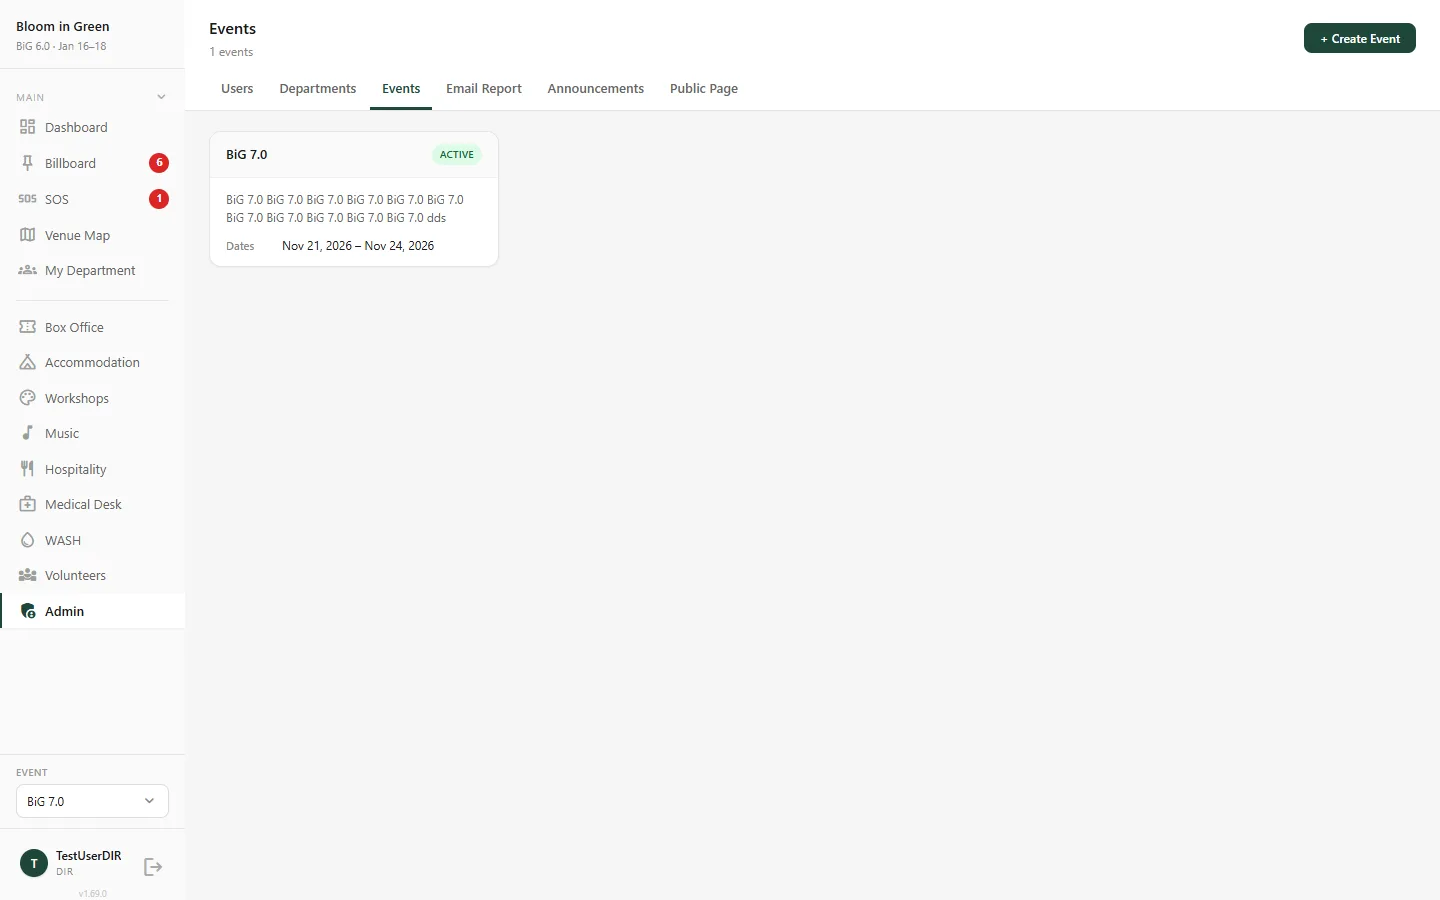 Bloom in Green
BiG 6.0 · Jan 16–18
MAIN
Dashboard
Billboard
6
SOS
SOS
1
Venue Map
My Department
Box Office
Accommodation
Workshops
Music
Hospitality
Medical Desk
WASH
Volunteers
Admin
EVENT
BiG 7.0
T
TestUserDIR
DIR
v1.69.0
Events
1 events
+ Create Event
Users
Departments
Events
Email Report
Announcements
Public Page
BiG 7.0
ACTIVE
BiG 7.0 BiG 7.0 BiG 7.0 BiG 7.0 BiG 7.0 BiG 7.0
BiG 7.0 BiG 7.0 BiG 7.0 BiG 7.0 BiG 7.0 dds
Dates
Nov 21, 2026 – Nov 24, 2026